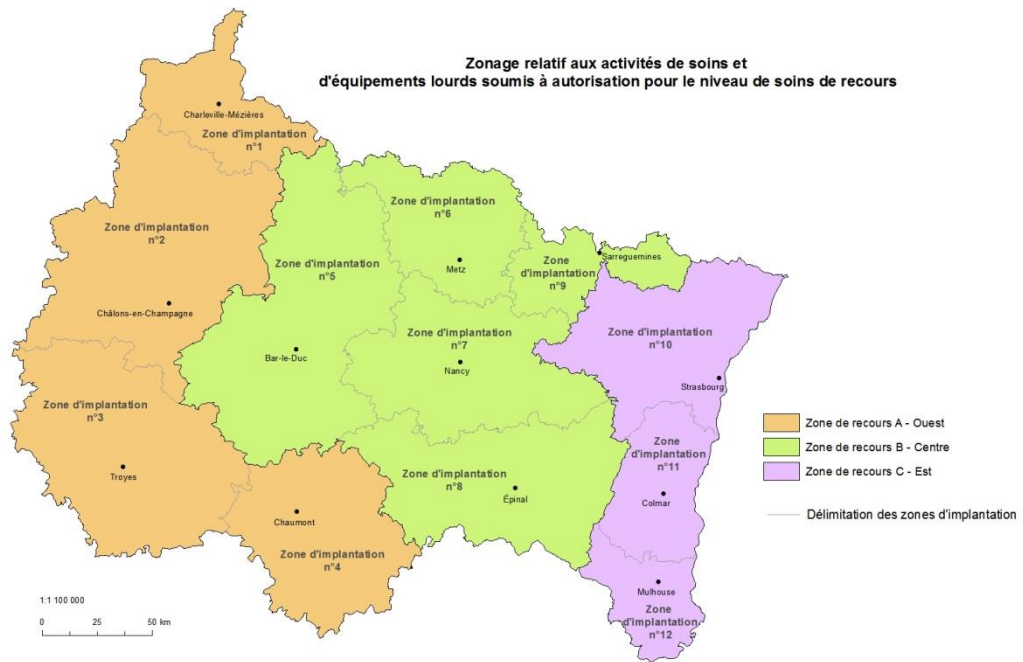 Zonage relatif aux activités de soins et
d'équipements lourds soumis à autorisation pour le niveau de soins de recours
Charleville-Mézières
Zone d'implantation
n°1
Zone d'implantation
n°2
Châlons-en-Champagne
Zone d'implantation
n°3
Troyes
Chaumont
Zone d'implantation
n°4
Zone d'implantation
n°5
Bar-le-Duc
Zone d'implantation
n°6
Metz
Zone d'implantation
n°7
Nancy
Zone d'implantation
n°8
Épinal
Zone
d'implantation
n°9
Sarreguemines
Zone d'implantation
n°10
Strasbourg
Zone
d'implantation
n°11
Colmar
Mulhouse
Zone
d'implantation
n°12
Zone de recours A - Ouest
Zone de recours B - Centre
Zone de recours C - Est
Délimitation des zones d'implantation
1:1 100 000
0 25 50 km